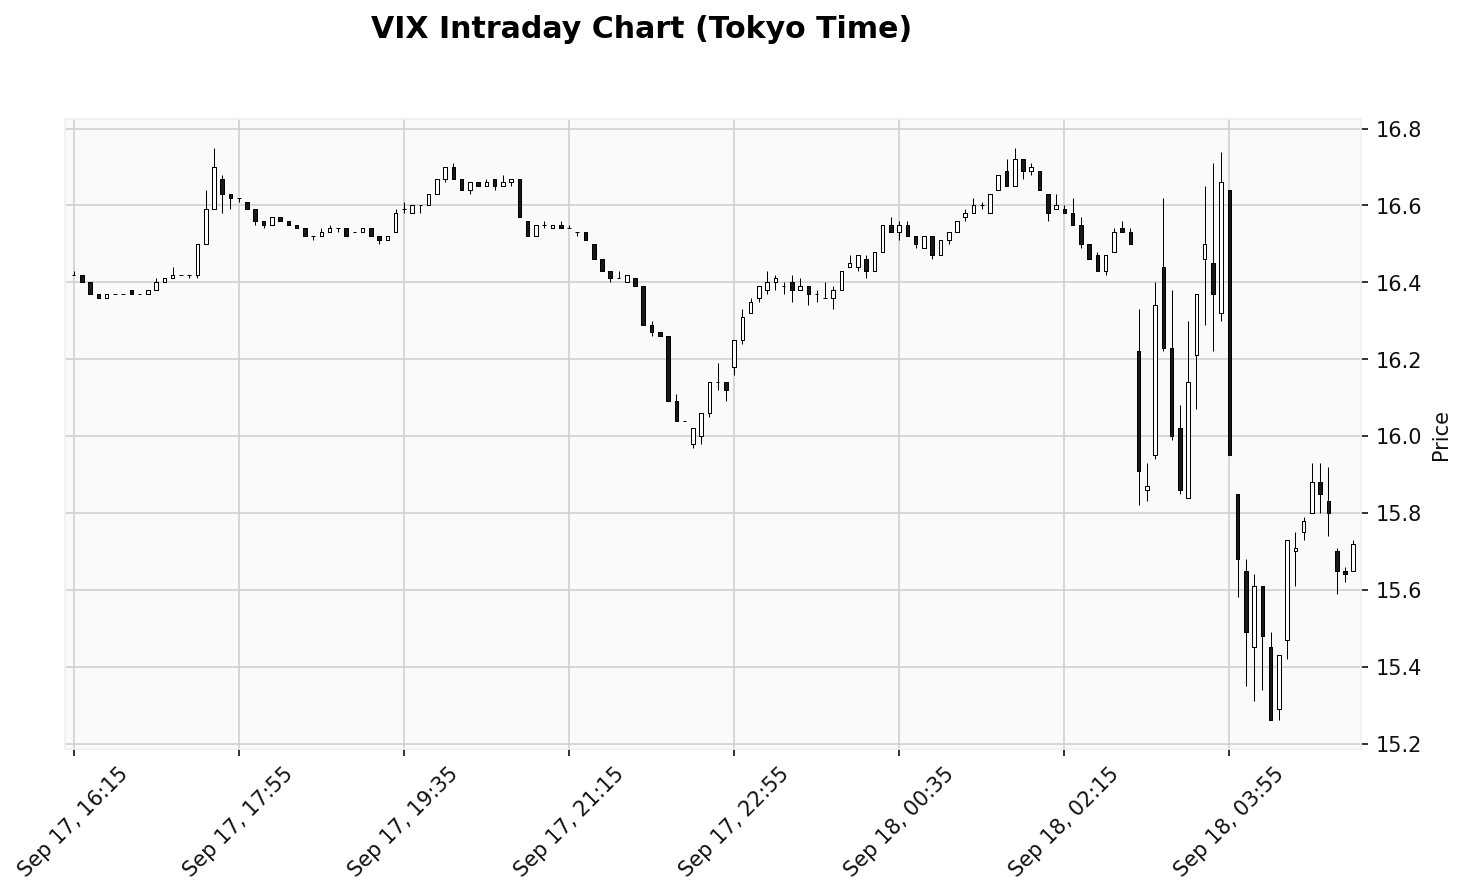 VIX Intraday Chart (Tokyo Time)
16.8
16.6
16.4
16.2
16.0
15.8
15.6
15.4
15.2
Price
Sep 17, 16:15
Sep 17, 17:55
Sep 17, 19:35
Sep 17, 21:15
Sep 17, 22:55
Sep 18, 00:35
Sep 18, 02:15
Sep 18, 03:55